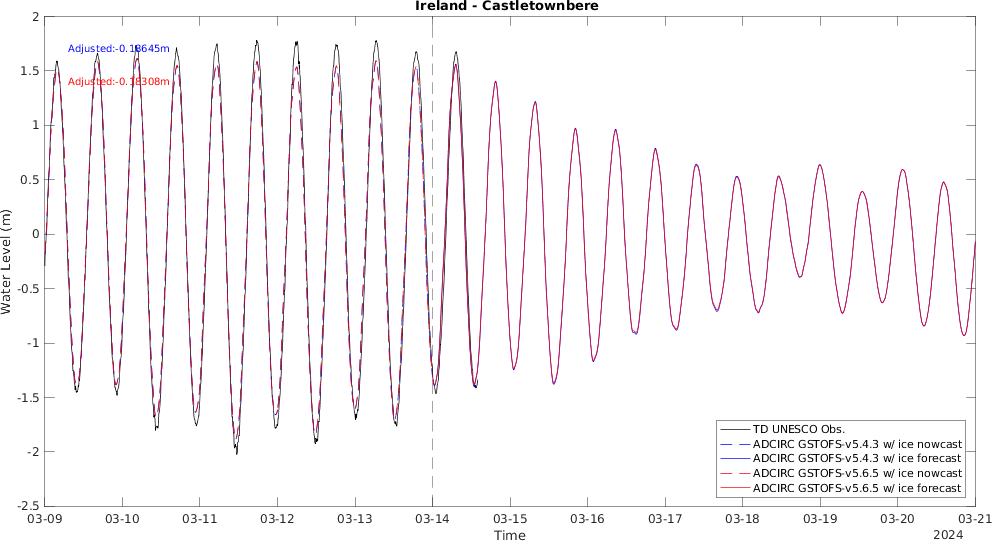 Ireland - Castletownbere
Adjusted:-0.18645m
Adjusted:-0.18308m
Water Level (m)
2
1.5
1
0.5
0
-0.5
-1
-1.5
-2
-2.5
TD UNESCO Obs.
ADCIRC GSTOFS-v5.4.3 w/ ice nowcast
ADCIRC GSTOFS-v5.4.3 w/ ice forecast
ADCIRC GSTOFS-v5.6.5 w/ ice nowcast
ADCIRC GSTOFS-v5.6.5 w/ ice forecast
03-09 03-10 03-11 03-12 03-13 03-14 03-15 03-16 03-17 03-18 03-19 03-20 03-21
Time
2024